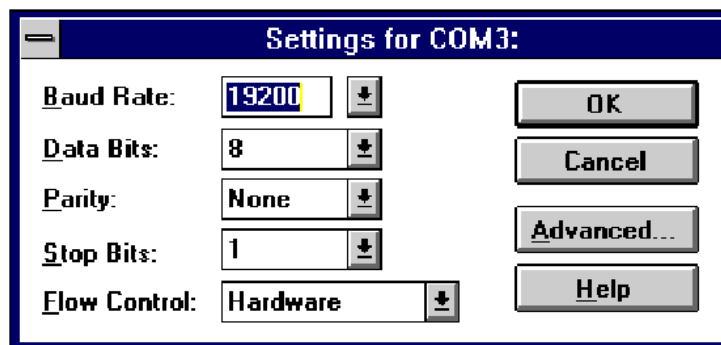 Settings for COM3:
Baud Rate: 19200
OK
Data Bits: 8
Cancel
Parity: None
Advanced...
Stop Bits: 1
Help
Flow Control: Hardware